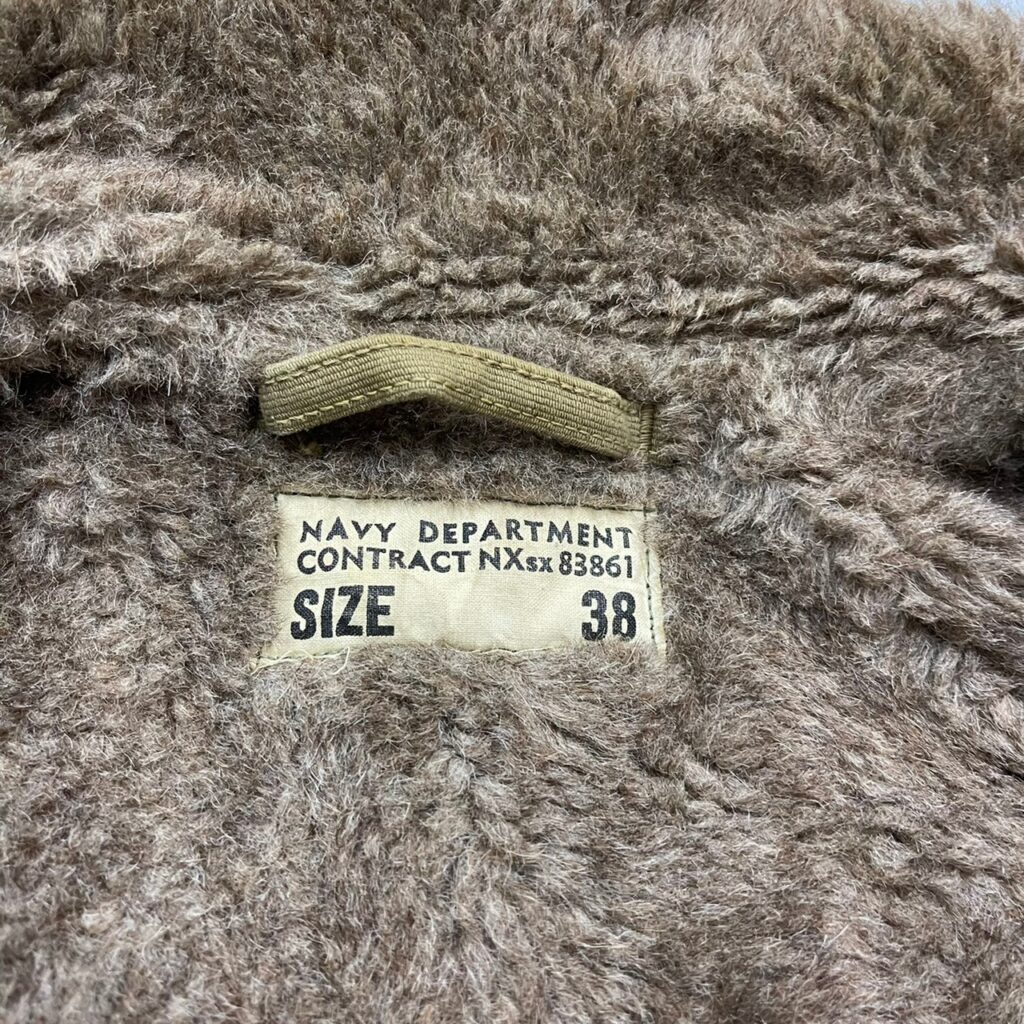 NAVY DEPARTMENT
CONTRACT NXsx 83861
SIZE 38